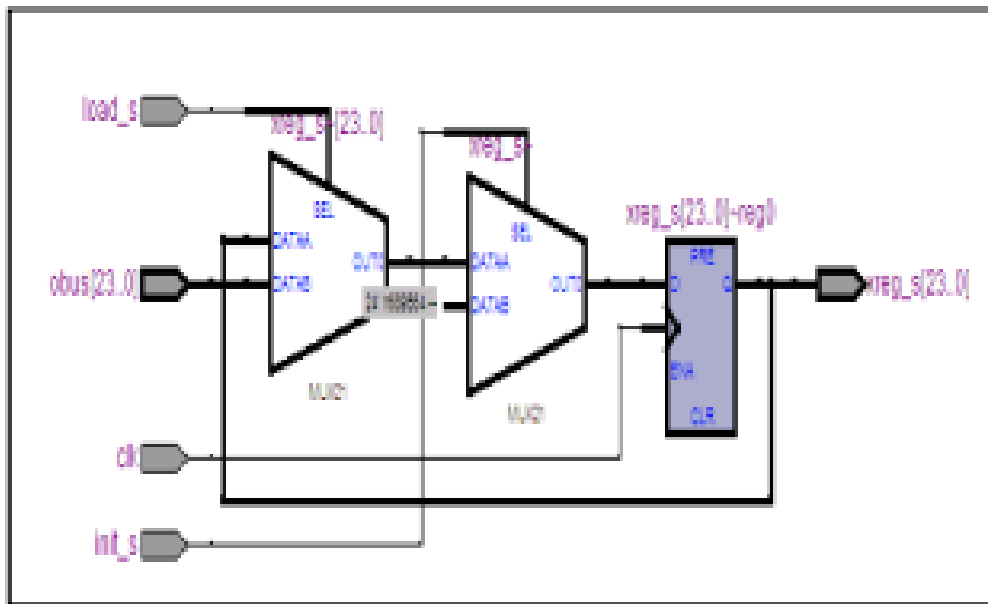 load_s
xreg_s~[23..0]
xreg_s~
SEL
SEL
xreg_s[23..0]~reg0
PRE
DATAA
OUT0
DATAA
OUT0
D
Q
xreg_s[23..0]
obus[23..0]
DATAB
DATAB
ENA
MUX21
MUX21
CLR
clk
init_s